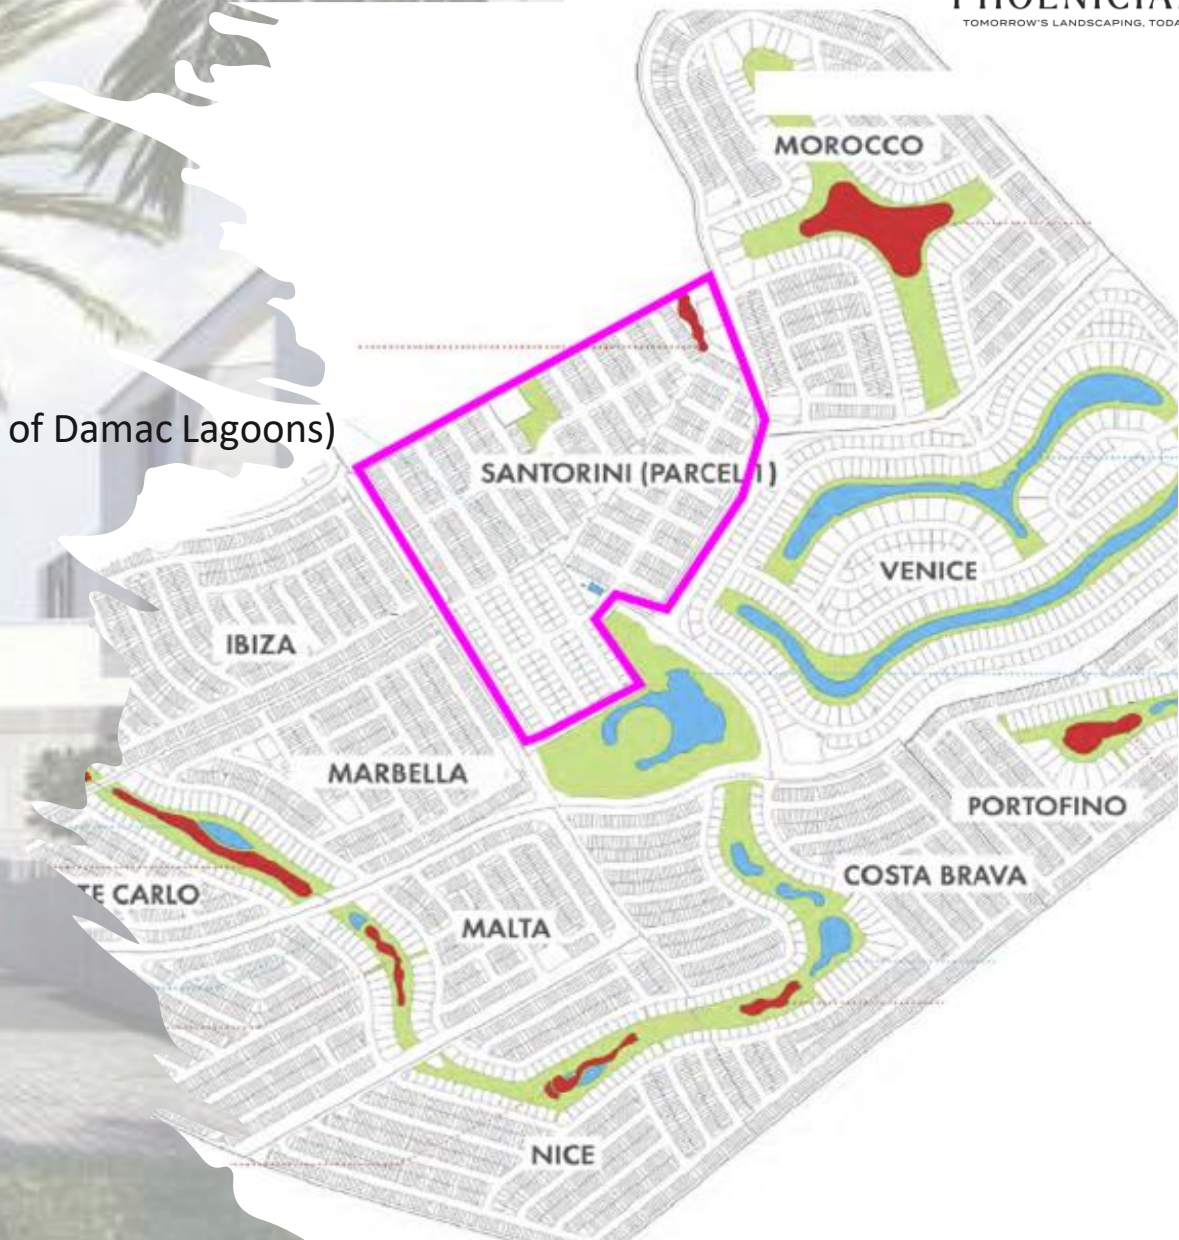 TOMORROW'S LANDSCAPING, TODA
MOROCCO
of Damac Lagoons)
SANTORINI (PARCEL 1)
VENICE
IBIZA
MARBELLA
PORTOFINO
COSTA BRAVA
TE CARLO
MALTA
NICE